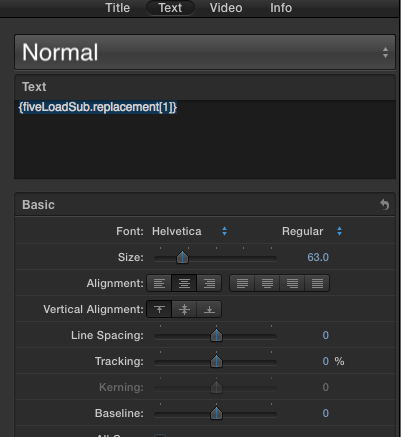 Title Text Video Info
Normal
Text
{fiveLoadSub.replacement[1]}
Basic
Font: Helvetica Regular
Size: 63.0
Alignment:
Vertical Alignment:
Line Spacing: 0
Tracking: 0 %
Kerning: 0
Baseline: 0